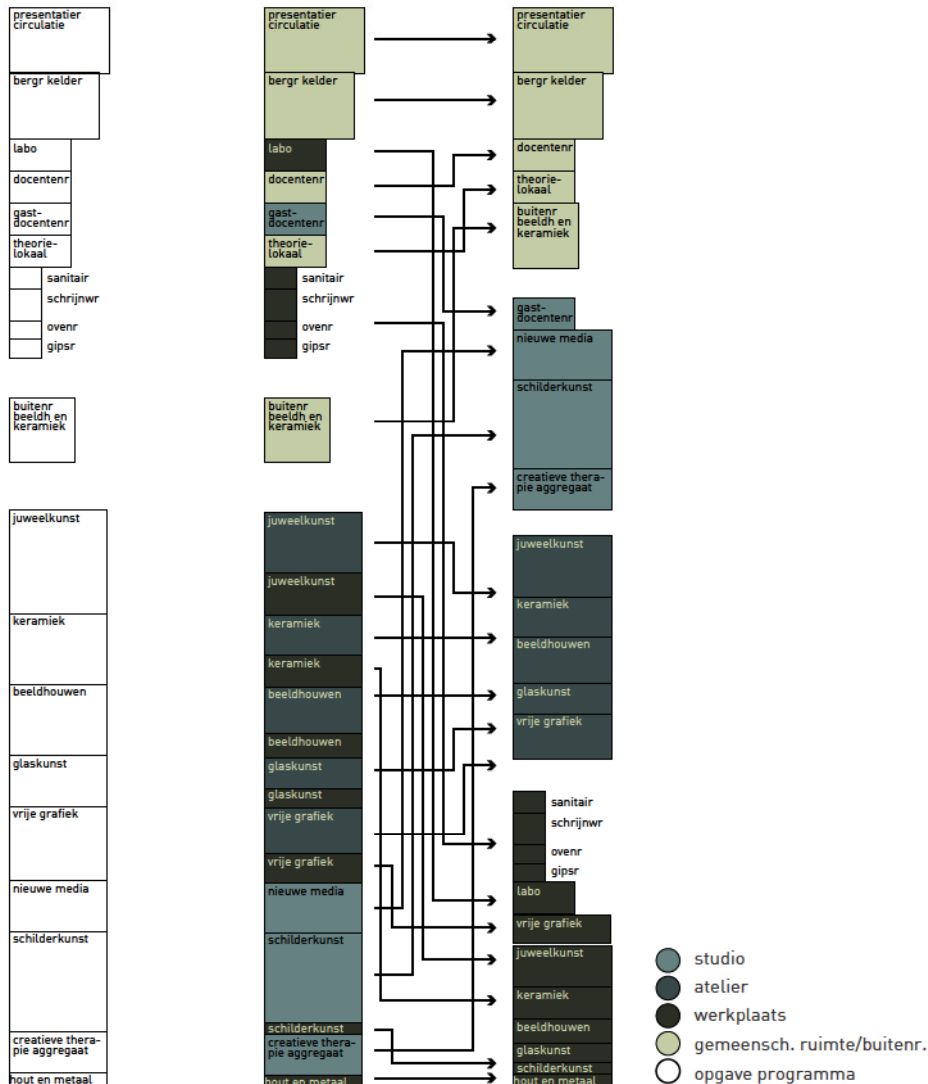 presentatier
circulatie
bergr kelder
labo
docentenr
gast-
docentenr
theorie-
lokaal
sanitair
schrijnwr
ovenr
gipsr
buitenr
beeldh en
keramiek
juweelkunst
keramiek
beeldhouwen
glaskunst
vrije grafiek
nieuwe media
schilderkunst
creatieve thera-
pie aggregaat
hout en metaal
presentatier
circulatie
bergr kelder
labo
docentenr
gast-
docentenr
theorie-
lokaal
sanitair
schrijnwr
ovenr
gipsr
buitenr
beeldh en
keramiek
juweelkunst
juweelkunst
keramiek
keramiek
beeldhouwen
beeldhouwen
glaskunst
glaskunst
vrije grafiek
vrije grafiek
nieuwe media
schilderkunst
schilderkunst
creatieve thera-
pie aggregaat
hout en metaal
presentatier
circulatie
bergr kelder
docentenr
theorie-
lokaal
buitenr
beeldh en
keramiek
gast-
docentenr
nieuwe media
schilderkunst
creatieve thera-
pie aggregaat
juweelkunst
keramiek
beeldhouwen
glaskunst
vrije grafiek
sanitair
schrijnwr
ovenr
gipsr
labo
vrije grafiek
juweelkunst
keramiek
beeldhouwen
glaskunst
schilderkunst
hout en metaal
studio
atelier
werkplaats
gemeensch. ruimte/buitenr.
opgave programma